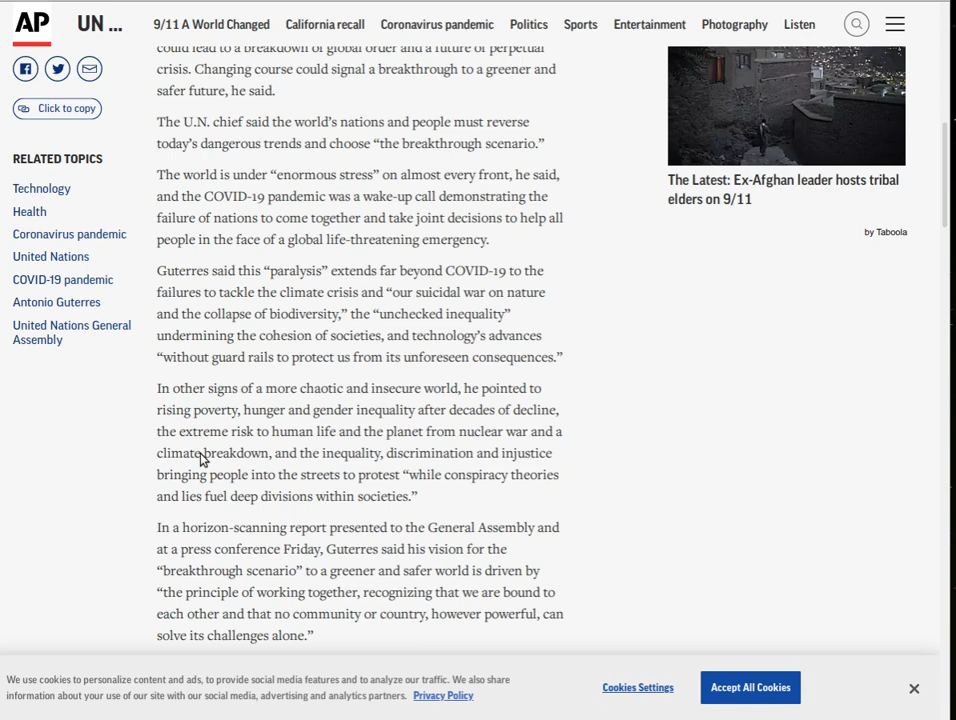 AP
UN ...
9/11 A World Changed
California recall
Coronavirus pandemic
Politics
Sports
Entertainment
Photography
Listen
Click to copy
RELATED TOPICS
Technology
Health
Coronavirus pandemic
United Nations
COVID-19 pandemic
Antonio Guterres
United Nations General
Assembly
could lead to a breakdown of global order and a future of perpetual
crisis. Changing course could signal a breakthrough to a greener and
safer future, he said.
The U.N. chief said the world’s nations and people must reverse
today’s dangerous trends and choose “the breakthrough scenario.”
The world is under “enormous stress” on almost every front, he said,
and the COVID-19 pandemic was a wake-up call demonstrating the
failure of nations to come together and take joint decisions to help all
people in the face of a global life-threatening emergency.
Guterres said this “paralysis” extends far beyond COVID-19 to the
failures to tackle the climate crisis and “our suicidal war on nature
and the collapse of biodiversity,” the “unchecked inequality”
undermining the cohesion of societies, and technology’s advances
“without guard rails to protect us from its unforeseen consequences.”
In other signs of a more chaotic and insecure world, he pointed to
rising poverty, hunger and gender inequality after decades of decline,
the extreme risk to human life and the planet from nuclear war and a
climate breakdown, and the inequality, discrimination and injustice
bringing people into the streets to protest “while conspiracy theories
and lies fuel deep divisions within societies.”
In a horizon-scanning report presented to the General Assembly and
at a press conference Friday, Guterres said his vision for the
“breakthrough scenario” to a greener and safer world is driven by
“the principle of working together, recognizing that we are bound to
each other and that no community or country, however powerful, can
solve its challenges alone.”
The Latest: Ex-Afghan leader hosts tribal
elders on 9/11
by Taboola
We use cookies to personalize content and ads, to provide social media features and to analyze our traffic. We also share
information about your use of our site with our social media, advertising and analytics partners. Privacy Policy
Cookies Settings
Accept All Cookies